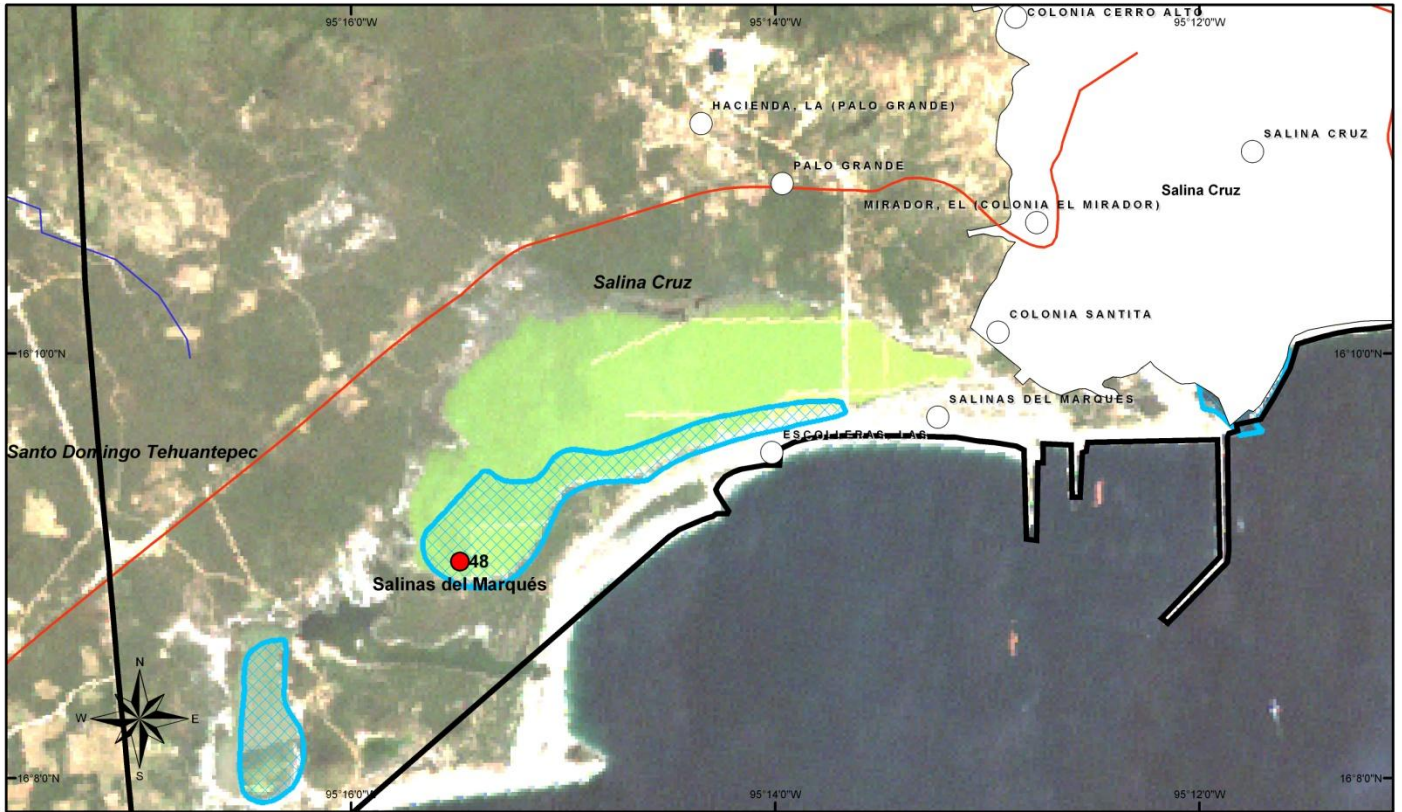 95°16'0"W
95°14'0"W
95°12'0"W
COLONIA CERRO ALTO
HACIENDA, LA (PALO GRANDE)
SALINA CRUZ
PALO GRANDE
Salina Cruz
MIRADOR, EL (COLONIA EL MIRADOR)
Salina Cruz
COLONIA SANTITA
16°10'0"N
16°10'0"N
SALINAS DEL MARQUÉS
ESCOLLERAS, LAS
Santo Domingo Tehuantepec
48
Salinas del Marqués
N
W
E
S
16°8'0"N
16°8'0"N
95°16'0"W
95°14'0"W
95°12'0"W